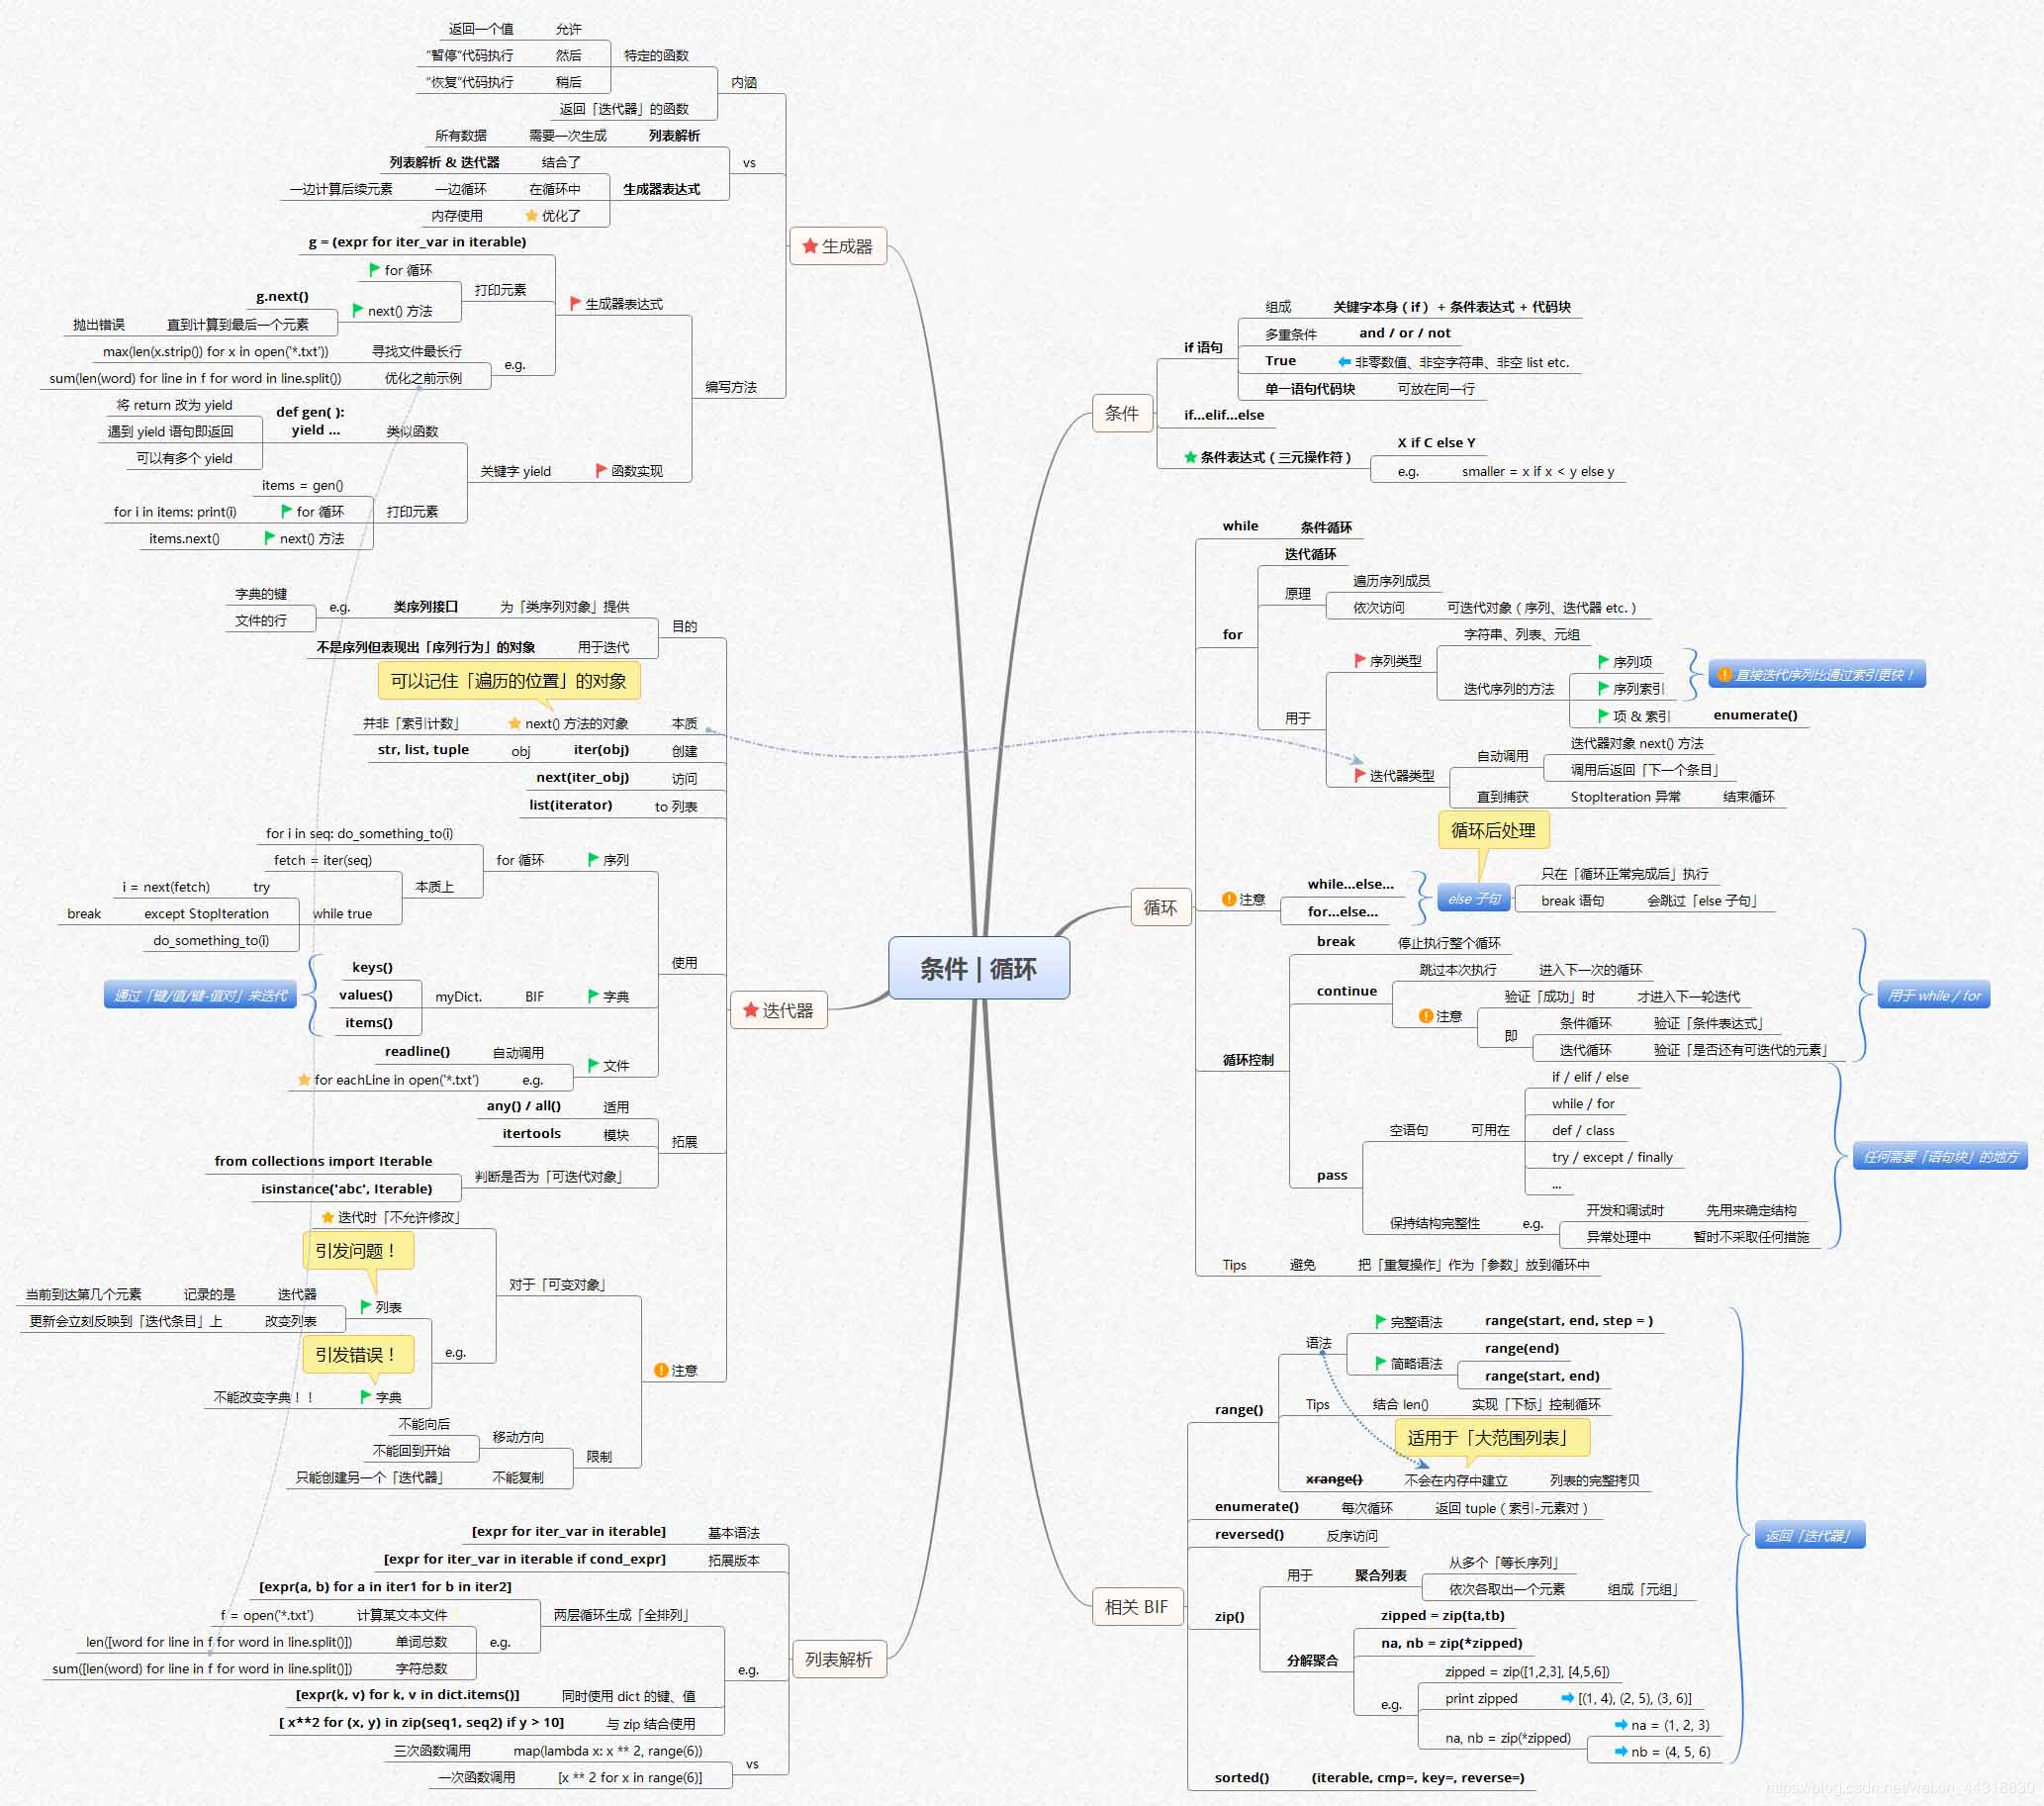 条件 | 循环
生成器
内涵
特定的函数
允许
返回一个值
然后
“暂停”代码执行
稍后
“恢复”代码执行
返回「迭代器」的函数
vs
列表解析
需要一次生成
所有数据
生成器表达式
结合了
列表解析 & 迭代器
在循环中
一边循环
一边计算后续元素
优化了
内存使用
编写方法
生成器表达式
g = (expr for iter_var in iterable)
打印元素
for 循环
next() 方法
g.next()
直到计算到最后一个元素
抛出错误
e.g.
寻找文件最长行
max(len(x.strip()) for x in open('*.txt'))
优化之前示例
sum(len(word) for line in f for word in line.split())
函数实现
关键字 yield
类似函数
def gen( ):
yield ...
将 return 改为 yield
遇到 yield 语句即返回
可以有多个 yield
打印元素
items = gen()
for 循环
for i in items: print(i)
next() 方法
items.next()
迭代器
目的
为「类序列对象」提供
类序列接口
e.g.
字典的键
文件的行
用于迭代
不是序列但表现出「序列行为」的对象
可以记住「遍历的位置」的对象
本质
next() 方法的对象
并非「索引计数」
创建
iter(obj)
obj
str, list, tuple
访问
next(iter_obj)
to 列表
list(iterator)
使用
序列
for 循环
for i in seq: do_something_to(i)
本质上
fetch = iter(seq)
while true
try
i = next(fetch)
except StopIteration
break
do_something_to(i)
字典
BIF
myDict.
keys()
values()
items()
通过「键/值/键-值对」来迭代
文件
自动调用
readline()
e.g.
for eachLine in open('*.txt')
拓展
适用
any() / all()
模块
itertools
判断是否为「可迭代对象」
from collections import Iterable
isinstance('abc', Iterable)
注意
对于「可变对象」
迭代时「不允许修改」
e.g.
引发问题！
列表
迭代器
记录的是
当前到达第几个元素
改变列表
更新会立刻反映到「迭代条目」上
引发错误！
字典
不能改变字典！！
限制
移动方向
不能向后
不能回到开始
不能复制
只能创建另一个「迭代器」
列表解析
基本语法
[expr for iter_var in iterable]
拓展版本
[expr for iter_var in iterable if cond_expr]
e.g.
两层循环生成「全排列」
[expr(a, b) for a in iter1 for b in iter2]
e.g.
计算某文本文件
f = open('*.txt')
单词总数
len([word for line in f for word in line.split()])
字符总数
sum([len(word) for line in f for word in line.split()])
同时使用 dict 的键、值
[expr(k, v) for k, v in dict.items()]
与 zip 结合使用
[ x**2 for (x, y) in zip(seq1, seq2) if y > 10]
vs
map(lambda x: x ** 2, range(6))
三次函数调用
[x ** 2 for x in range(6)]
一次函数调用
条件
if 语句
组成
关键字本身（if）+ 条件表达式 + 代码块
多重条件
and / or / not
True
非零数值、非空字符串、非空 list etc.
单一语句代码块
可放在同一行
if...elif...else
条件表达式（三元操作符）
X if C else Y
e.g.
smaller = x if x < y else y
循环
while
条件循环
for
迭代循环
原理
遍历序列成员
依次访问
可迭代对象（序列、迭代器 etc.）
用于
序列类型
字符串、列表、元组
迭代序列的方法
序列项
序列索引
直接迭代序列比通过索引更快！
项 & 索引
enumerate()
迭代器类型
自动调用
迭代器对象 next() 方法
调用后返回「下一个条目」
直到捕获
StopIteration 异常
结束循环
循环后处理
注意
while...else...
for...else...
else 子句
只在「循环正常完成后」执行
break 语句
会跳过「else 子句」
循环控制
break
停止执行整个循环
continue
跳过本次执行
进入下一次的循环
注意
验证「成功」时
才进入下一轮迭代
即
条件循环
验证「条件表达式」
迭代循环
验证「是否还有可迭代的元素」
用于 while / for
pass
空语句
可用在
if / elif / else
while / for
def / class
try / except / finally
...
保持结构完整性
e.g.
开发和调试时
先用来确定结构
异常处理中
暂时不采取任何措施
任何需要「语句块」的地方
Tips
避免
把「重复操作」作为「参数」放到循环中
相关 BIF
range()
语法
完整语法
range(start, end, step = )
简略语法
range(end)
range(start, end)
Tips
结合 len()
实现「下标」控制循环
适用于「大范围列表」
xrange()
不会在内存中建立
列表的完整拷贝
enumerate()
每次循环
返回 tuple（索引-元素对）
reversed()
反序访问
返回「迭代器」
zip()
用于
聚合列表
从多个「等长序列」
依次各取出一个元素
组成「元组」
分解聚合
zipped = zip(ta,tb)
na, nb = zip(*zipped)
e.g.
zipped = zip([1,2,3], [4,5,6])
print zipped
[(1, 4), (2, 5), (3, 6)]
na, nb = zip(*zipped)
na = (1, 2, 3)
nb = (4, 5, 6)
sorted()
(iterable, cmp=, key=, reverse=)
https://blog.csdn.net/weixin_44318830